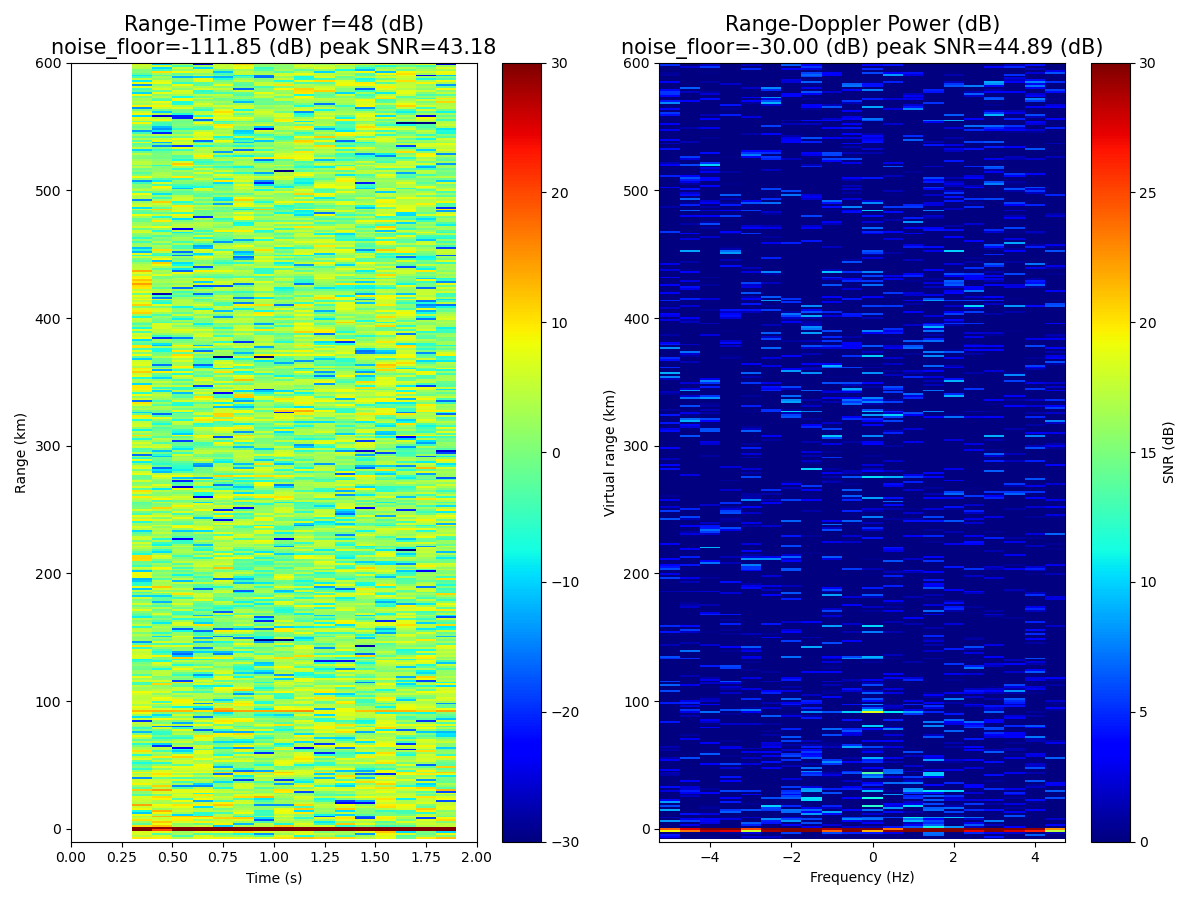 Range-Time Power f=48 (dB)
noise_floor=-111.85 (dB) peak SNR=43.18
Range-Doppler Power (dB)
noise_floor=-30.00 (dB) peak SNR=44.89 (dB)
Range (km)
600
500
400
300
200
100
0
0.00 0.25 0.50 0.75 1.00 1.25 1.50 1.75 2.00
Time (s)
30
20
10
0
−10
−20
−30
Virtual range (km)
600
500
400
300
200
100
0
−4 −2 0 2 4
Frequency (Hz)
30
25
20
15
10
5
0
SNR (dB)